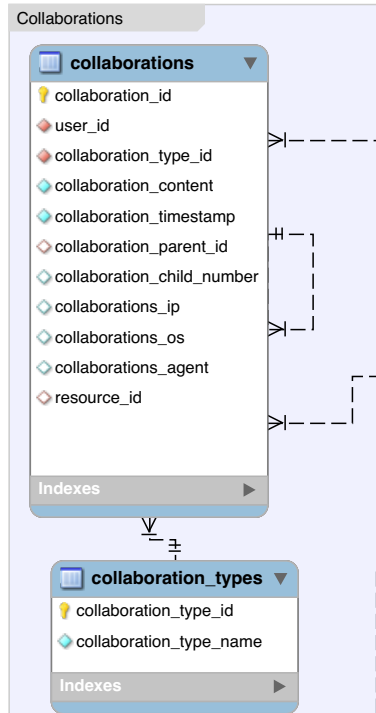 Collaborations
collaborations
collaboration_id
user_id
collaboration_type_id
collaboration_content
collaboration_timestamp
collaboration_parent_id
collaboration_child_number
collaborations_ip
collaborations_os
collaborations_agent
resource_id
Indexes
collaboration_types
collaboration_type_id
collaboration_type_name
Indexes